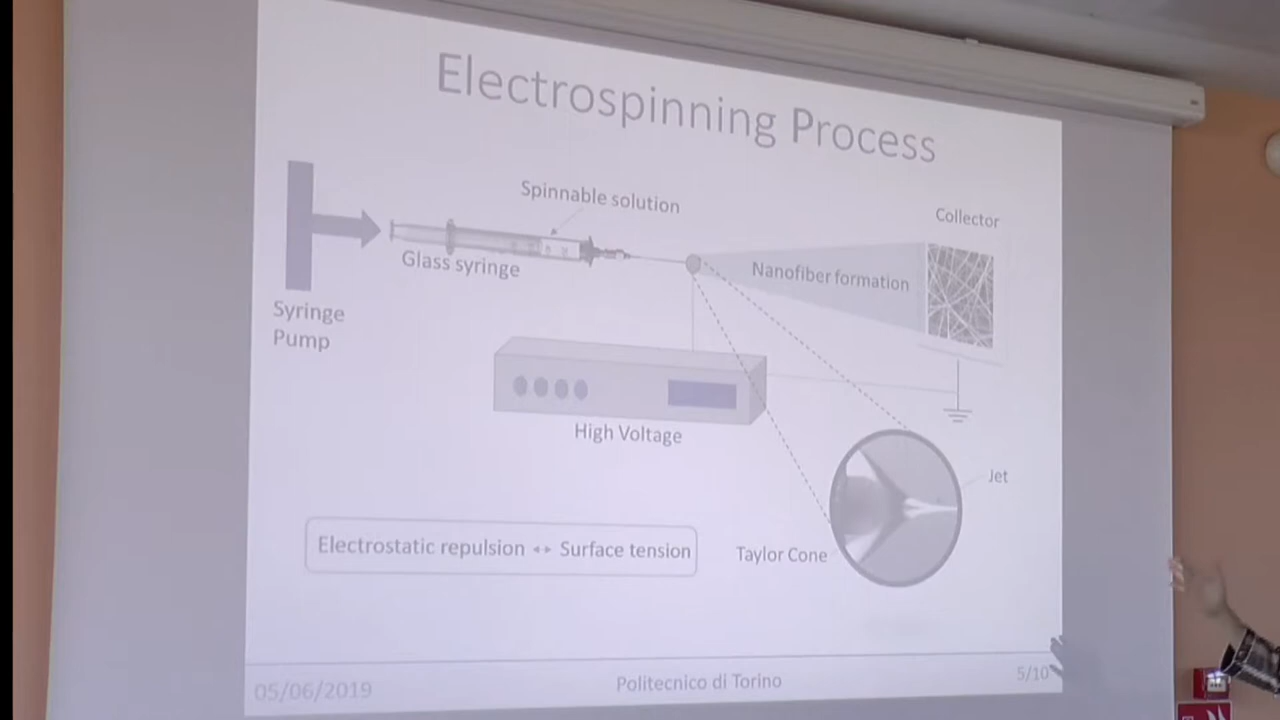 Electrospinning Process
Spinnable solution
Collector
Glass syringe
Nanofiber formation
Syringe
Pump
High Voltage
Jet
Electrostatic repulsion ↔ Surface tension
Taylor Cone
05/06/2019
Politecnico di Torino
5/10